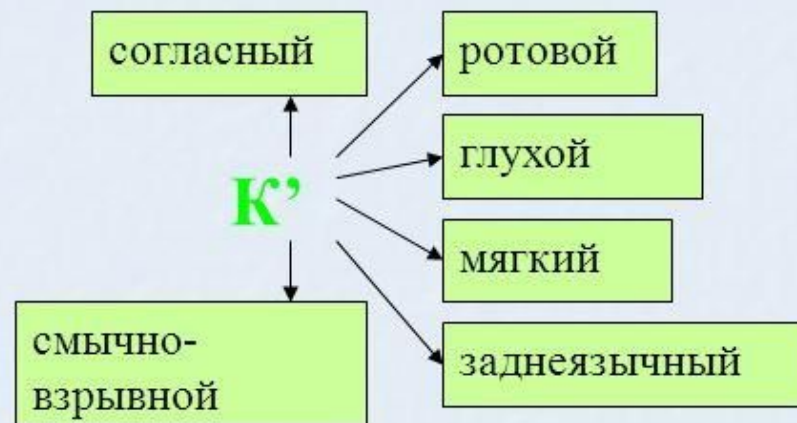 согласный
ротовой
глухой
К’
мягкий
смычно-
взрывной
заднеязычный